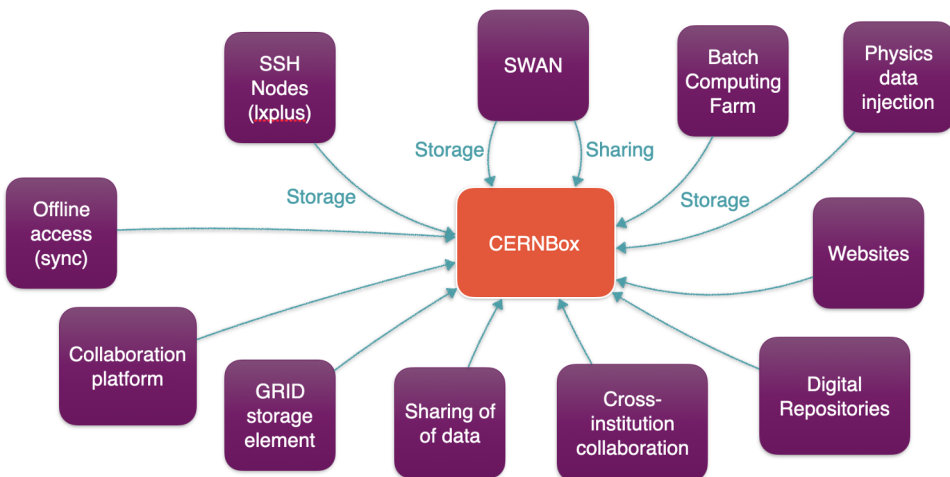 SSH
Nodes
(lxplus)
SWAN
Batch
Computing
Farm
Physics
data
injection
Storage
Sharing
Storage
Storage
Offline
access
(sync)
CERNBox
Websites
Collaboration
platform
GRID
storage
element
Sharing of
of data
Cross-
institution
collaboration
Digital
Repositories